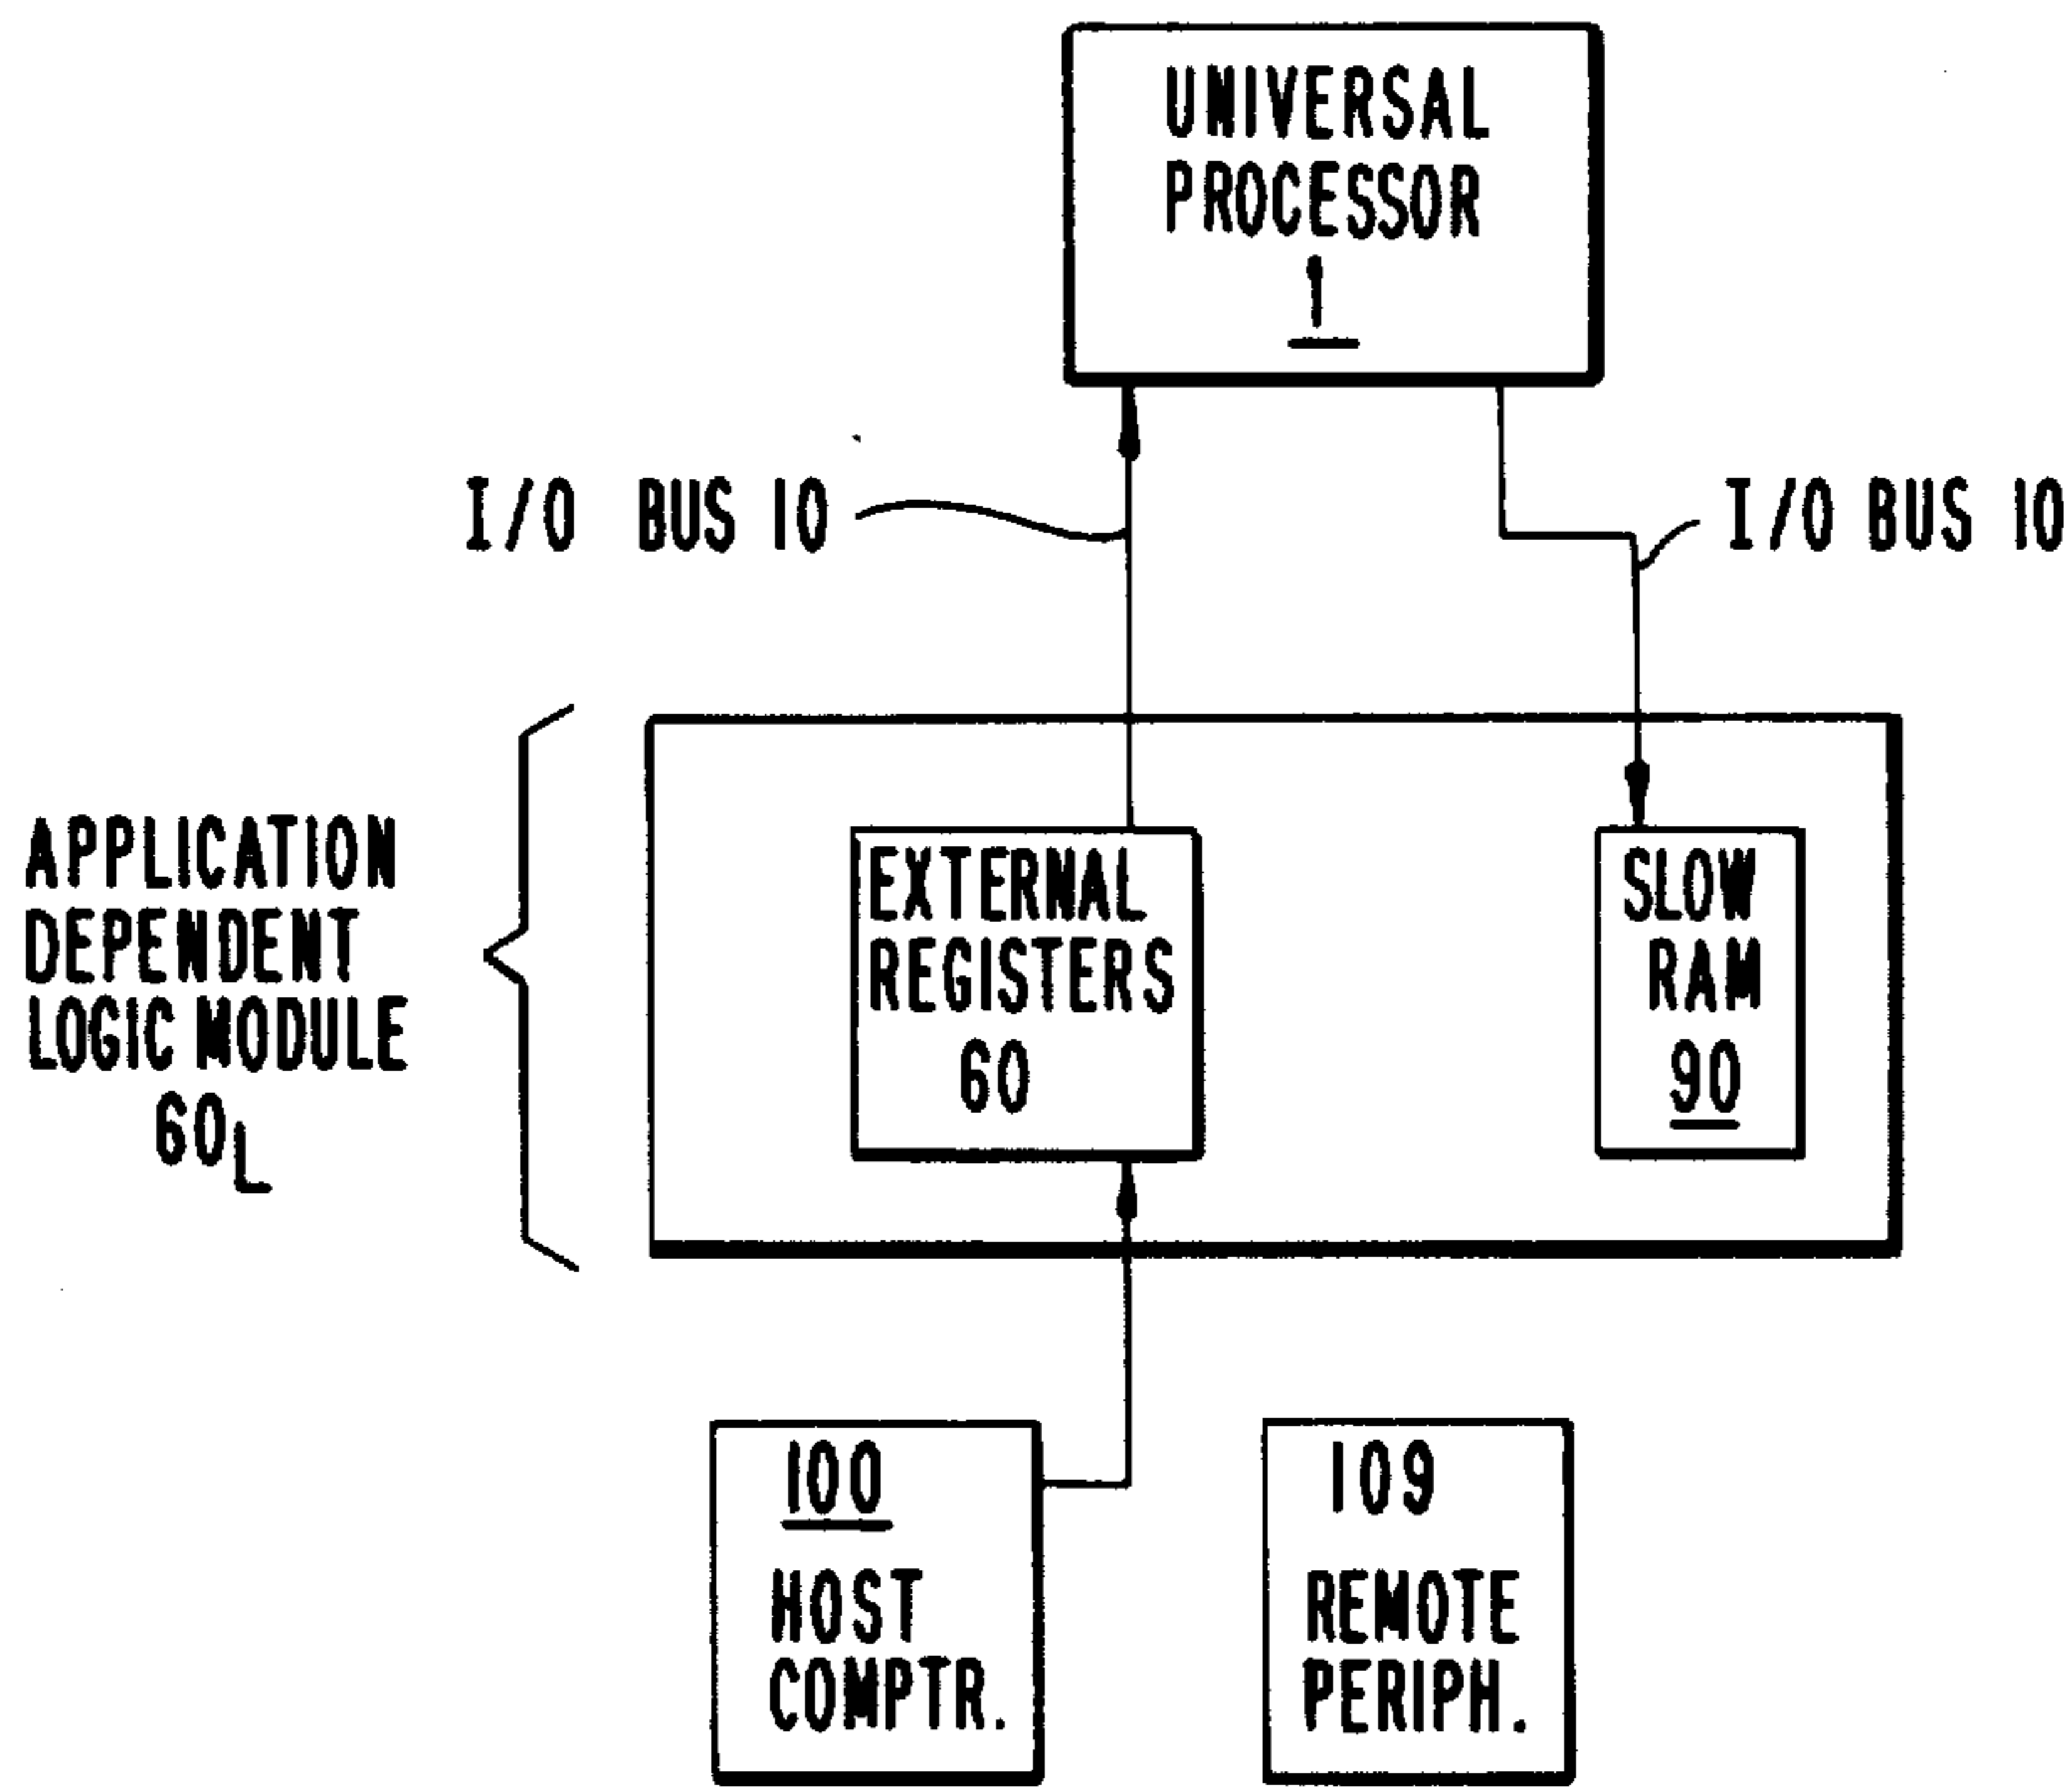 UNIVERSAL
PROCESSOR
1
I/O BUS 10
I/O BUS 10
APPLICATION
DEPENDENT
LOGIC MODULE
60L
EXTERNAL
REGISTERS
60
SLOW
RAM
90
100
HOST
COMPTR.
109
REMOTE
PERIPH.